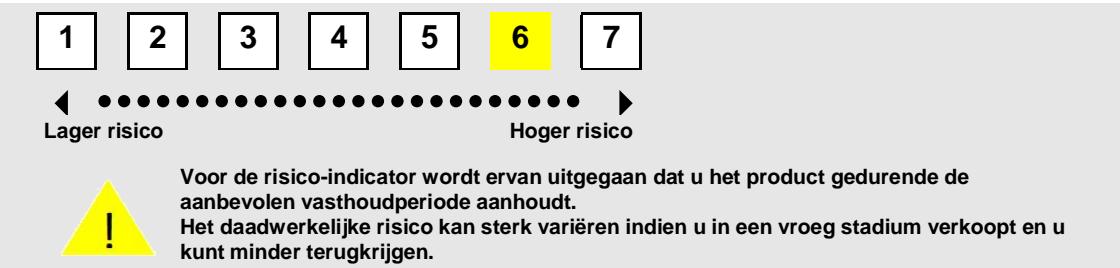 1 2 3 4 5 6 7
Lager risico Hoger risico
Voor de risico-indicator wordt ervan uitgegaan dat u het product gedurende de
aanbevolen vasthoudperiode aanhoudt.
Het daadwerkelijke risico kan sterk variëren indien u in een vroeg stadium verkoopt en u
kunt minder terugkrijgen.
!